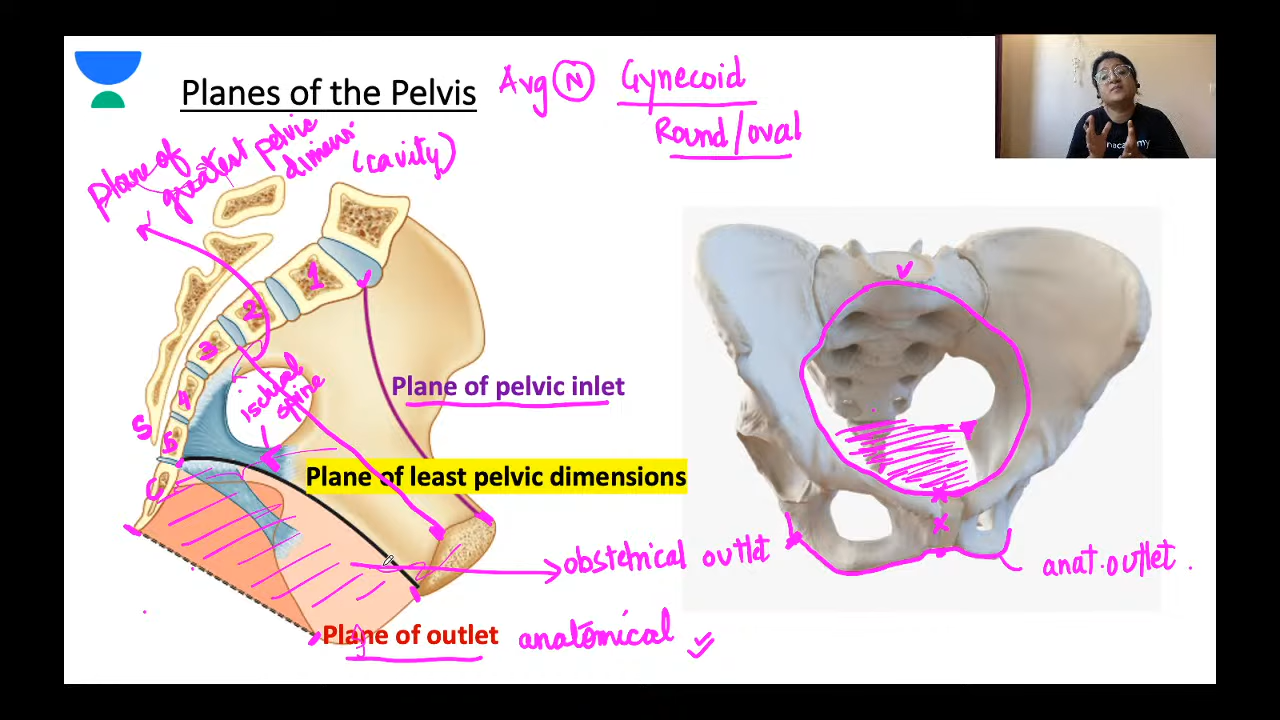 Planes of the Pelvis
Avg N Gynecoid
Round/oval
plane of
greatest pelvic
dimens
(cavity)
1
2
3
4
5
S
C
ischial
spine
Plane of pelvic inlet
Plane of least pelvic dimensions
obstetrical outlet
anat. outlet.
Plane of outlet anatomical